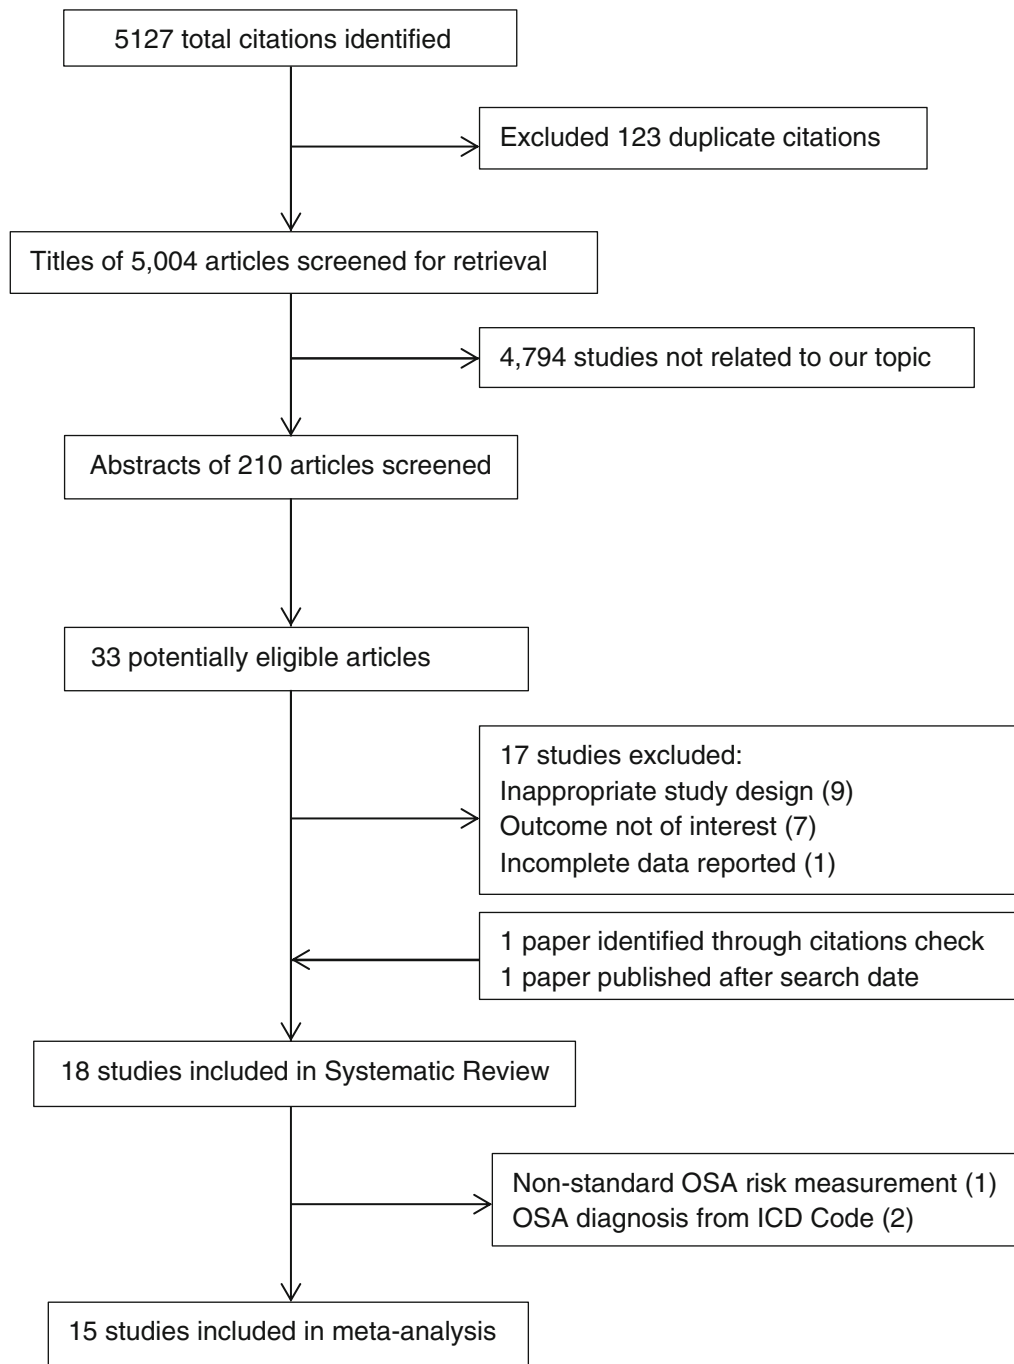 5127 total citations identified
Excluded 123 duplicate citations
Titles of 5,004 articles screened for retrieval
4,794 studies not related to our topic
Abstracts of 210 articles screened
33 potentially eligible articles
17 studies excluded:
Inappropriate study design (9)
Outcome not of interest (7)
Incomplete data reported (1)
1 paper identified through citations check
1 paper published after search date
18 studies included in Systematic Review
Non-standard OSA risk measurement (1)
OSA diagnosis from ICD Code (2)
15 studies included in meta-analysis